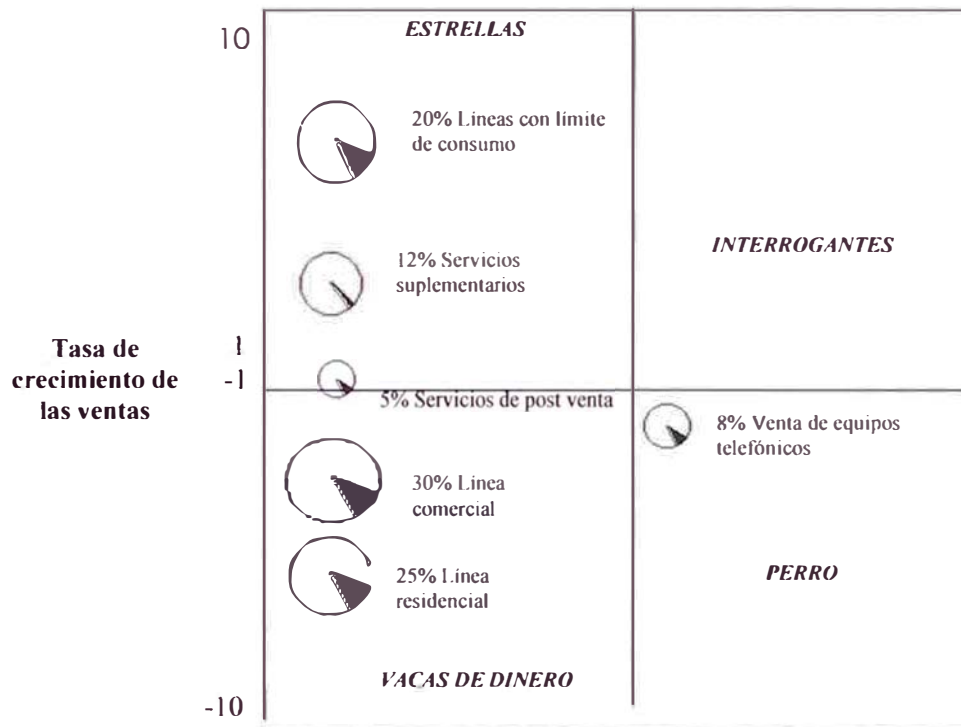 ESTRELLAS
10
20% Líneas con límite
de consumo
INTERROGANTES
12% Servicios
suplementarios
Tasa de
crecimiento de
las ventas
1
-1
5% Servicios de post venta
8% Venta de equipos
telefónicos
30% Línea
comercial
25% Línea
residencial
PERRO
VACAS DE DINERO
-10